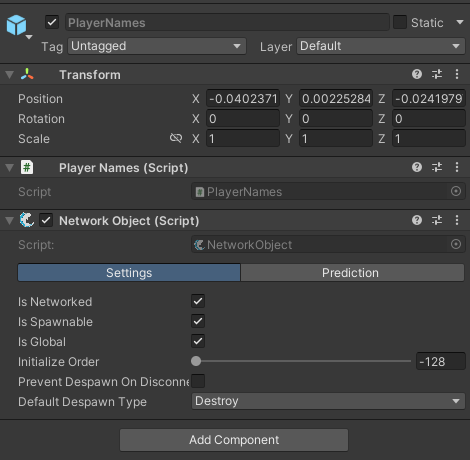 PlayerNames Static
Tag Untagged Layer Default
Transform
Position X -0.0402371 Y 0.00225284 Z -0.0241979
Rotation X 0 Y 0 Z 0
Scale X 1 Y 1 Z 1
# Player Names (Script)
Script PlayerNames
Network Object (Script)
Script: NetworkObject
Settings Prediction
Is Networked
Is Spawnable
Is Global
Initialize Order -128
Prevent Despawn On Disconne
Default Despawn Type Destroy
Add Component